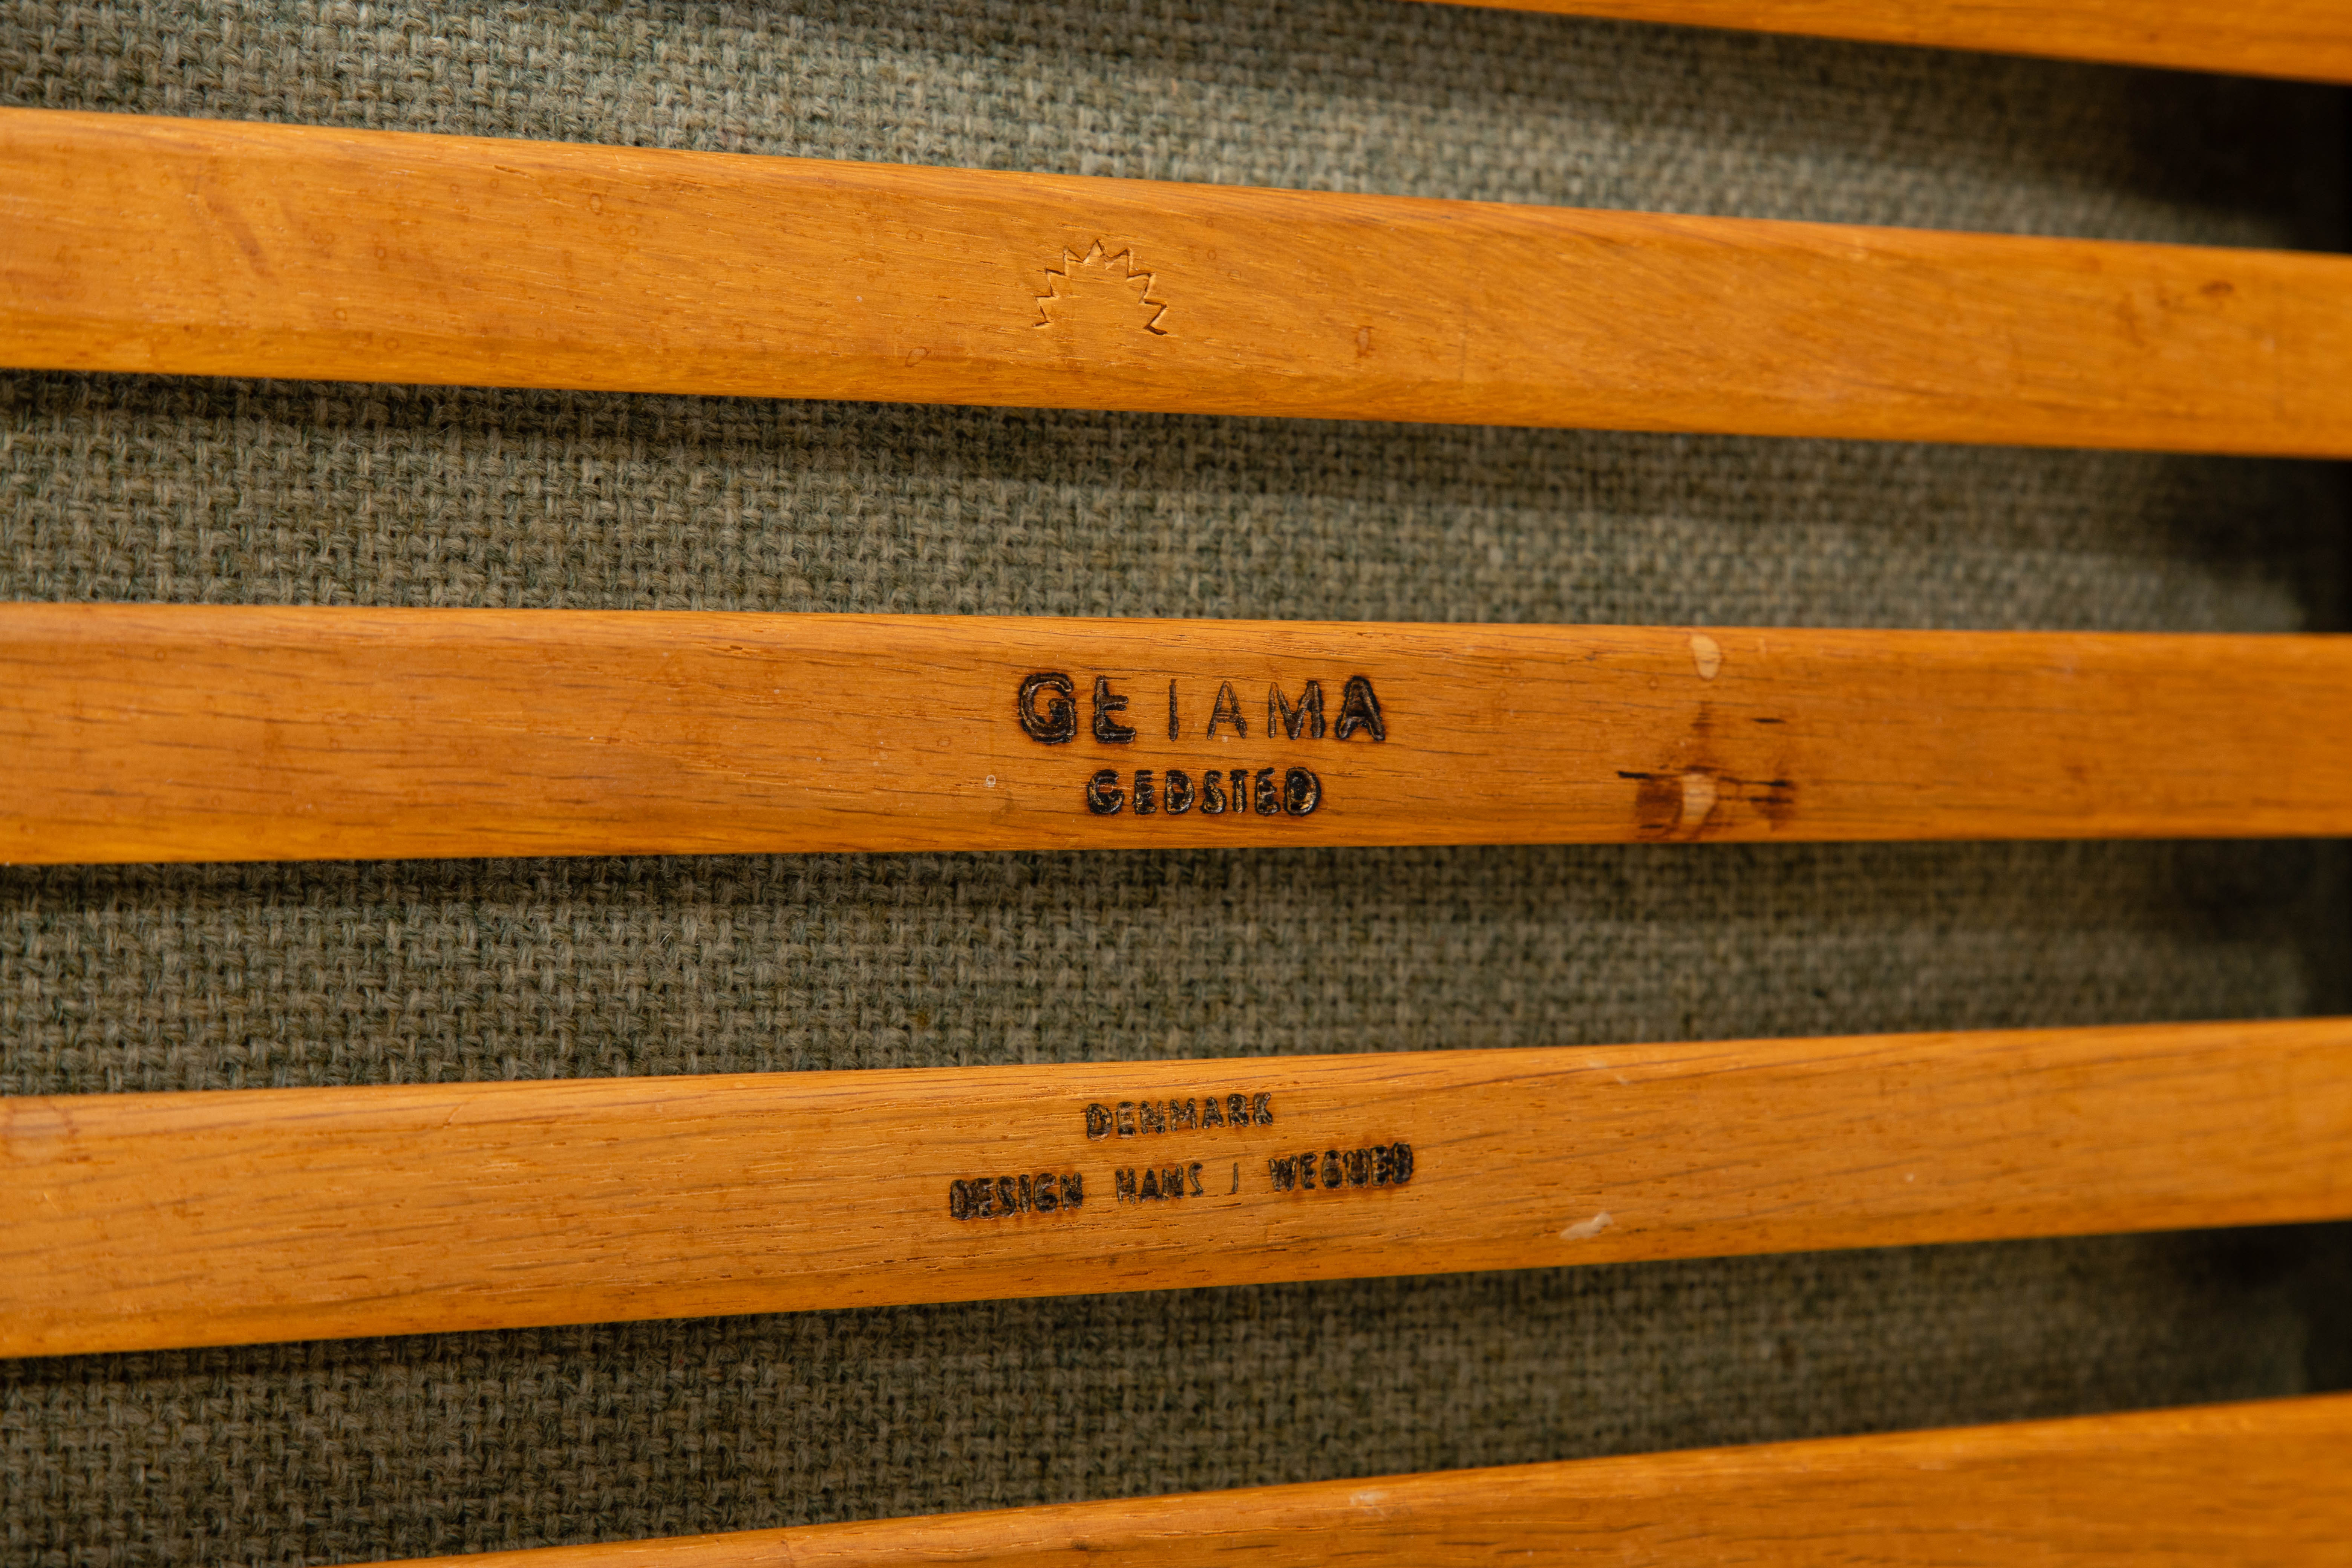 GETAMA
GEDSTED
DENMARK
DESIGN HANS J WEGNER